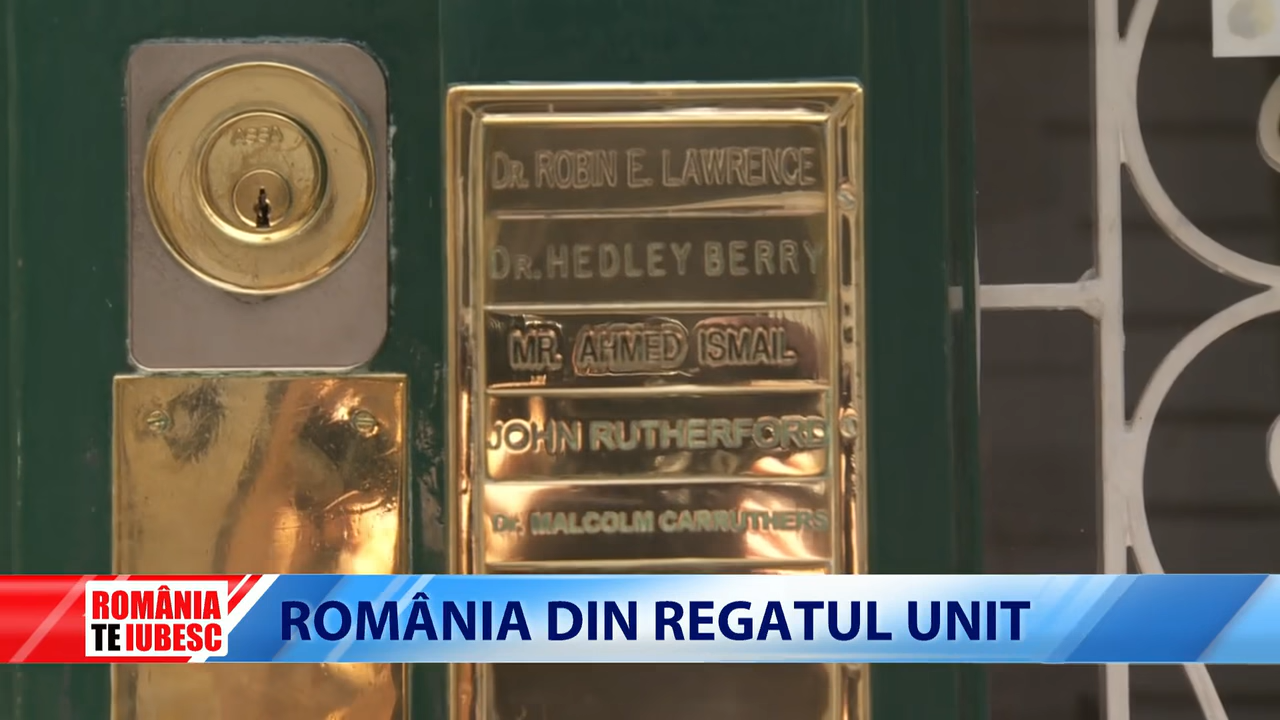 ASSA
DR. ROBIN E. LAWRENCE
DR. HEDLEY BERRY
MR. AHMED ISMAIL
JOHN RUTHERFORD
Dr. MALCOLM CARRUTHERS
ROMÂNIA
TE IUBESC
ROMÂNIA DIN REGATUL UNIT